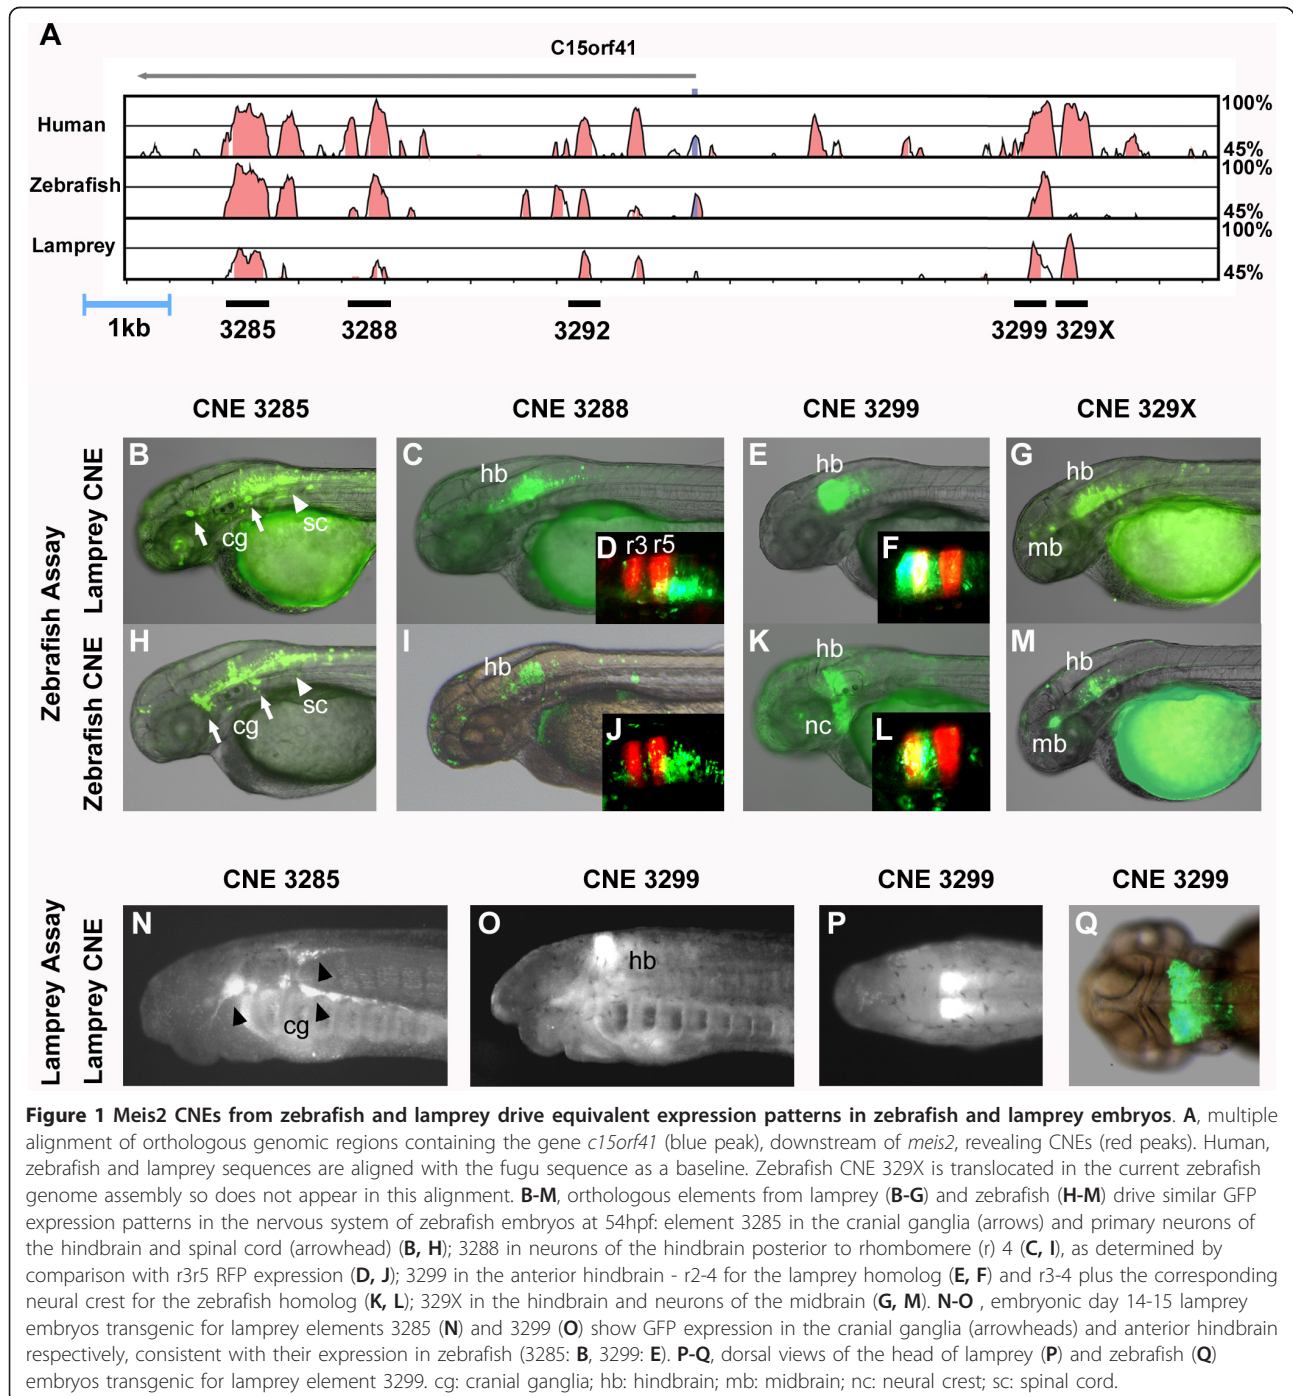 A
C15orf41
Human
100%
45%
Zebrafish
100%
45%
Lamprey
100%
45%
1kb
3285
3288
3292
3299
329X
CNE 3285
CNE 3288
CNE 3299
CNE 329X
Zebrafish Assay
Lamprey CNE
Zebrafish CNE
B
cg
sc
C
hb
D
r3
r5
E
hb
F
G
hb
mb
H
cg
sc
I
hb
J
K
hb
nc
L
M
hb
mb
CNE 3285
CNE 3299
CNE 3299
CNE 3299
Lamprey Assay
Lamprey CNE
N
cg
O
hb
P
Q
Figure 1 Meis2 CNEs from zebrafish and lamprey drive equivalent expression patterns in zebrafish and lamprey embryos. A, multiple
alignment of orthologous genomic regions containing the gene c15orf41 (blue peak), downstream of meis2, revealing CNEs (red peaks). Human,
zebrafish and lamprey sequences are aligned with the fugu sequence as a baseline. Zebrafish CNE 329X is translocated in the current zebrafish
genome assembly so does not appear in this alignment. B-M, orthologous elements from lamprey (B-G) and zebrafish (H-M) drive similar GFP
expression patterns in the nervous system of zebrafish embryos at 54hpf: element 3285 in the cranial ganglia (arrows) and primary neurons of
the hindbrain and spinal cord (arrowhead) (B, H); 3288 in neurons of the hindbrain posterior to rhombomere (r) 4 (C, I), as determined by
comparison with r3r5 RFP expression (D, J); 3299 in the anterior hindbrain - r2-4 for the lamprey homolog (E, F) and r3-4 plus the corresponding
neural crest for the zebrafish homolog (K, L); 329X in the hindbrain and neurons of the midbrain (G, M). N-O , embryonic day 14-15 lamprey
embryos transgenic for lamprey elements 3285 (N) and 3299 (O) show GFP expression in the cranial ganglia (arrowheads) and anterior hindbrain
respectively, consistent with their expression in zebrafish (3285: B, 3299: E). P-Q, dorsal views of the head of lamprey (P) and zebrafish (Q)
embryos transgenic for lamprey element 3299. cg: cranial ganglia; hb: hindbrain; mb: midbrain; nc: neural crest; sc: spinal cord.